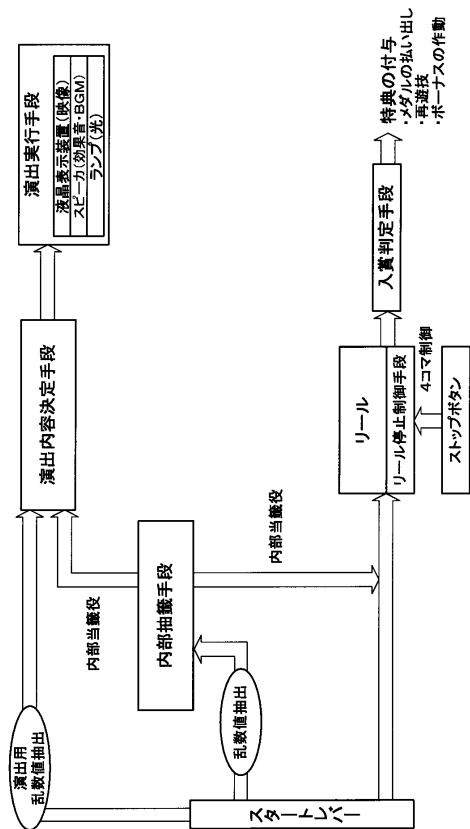 スタートレバー
演出用
乱数値抽出
乱数値抽出
内部抽籤手段
内部当籤役
内部当籤役
演出内容決定手段
演出実行手段
液晶表示装置(映像)
スピーカ(効果音・BGM)
ランプ(光)
リール
リール停止制御手段
4コマ制御
ストップボタン
入賞判定手段
特典の付与
・メダルの払い出し
・再遊技
・ボーナスの作動